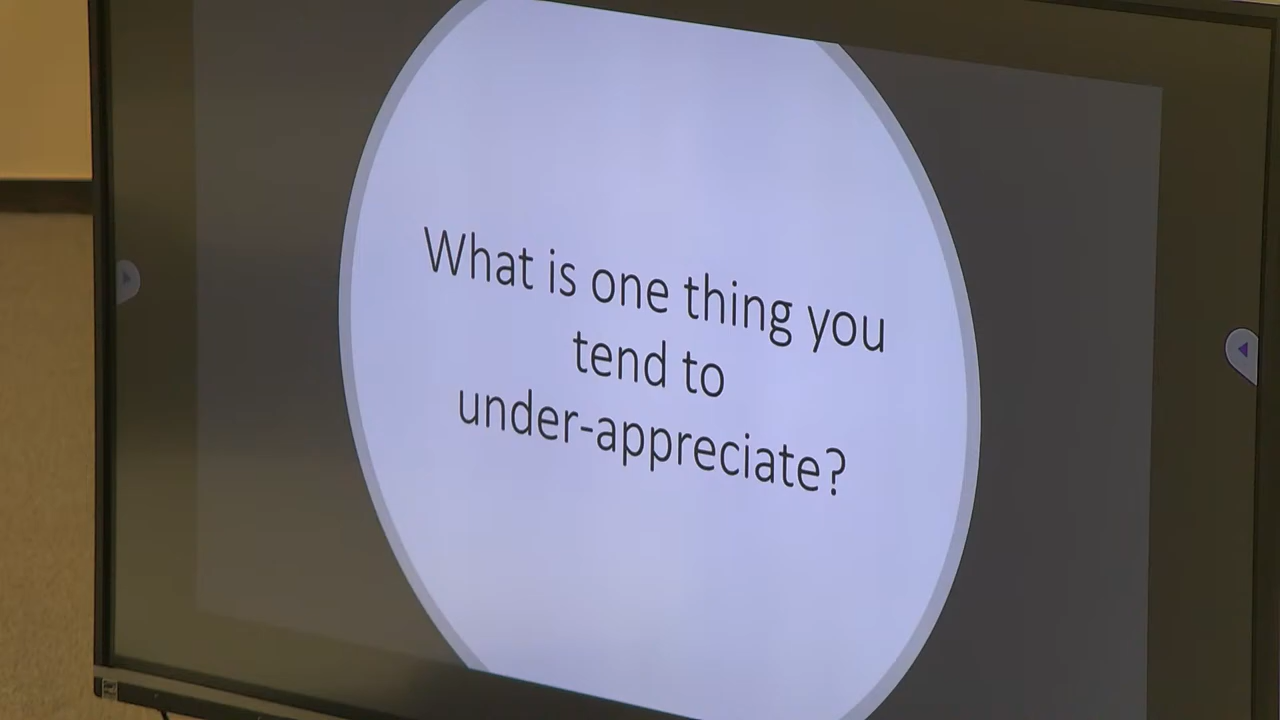 What is one thing you
tend to
under-appreciate?